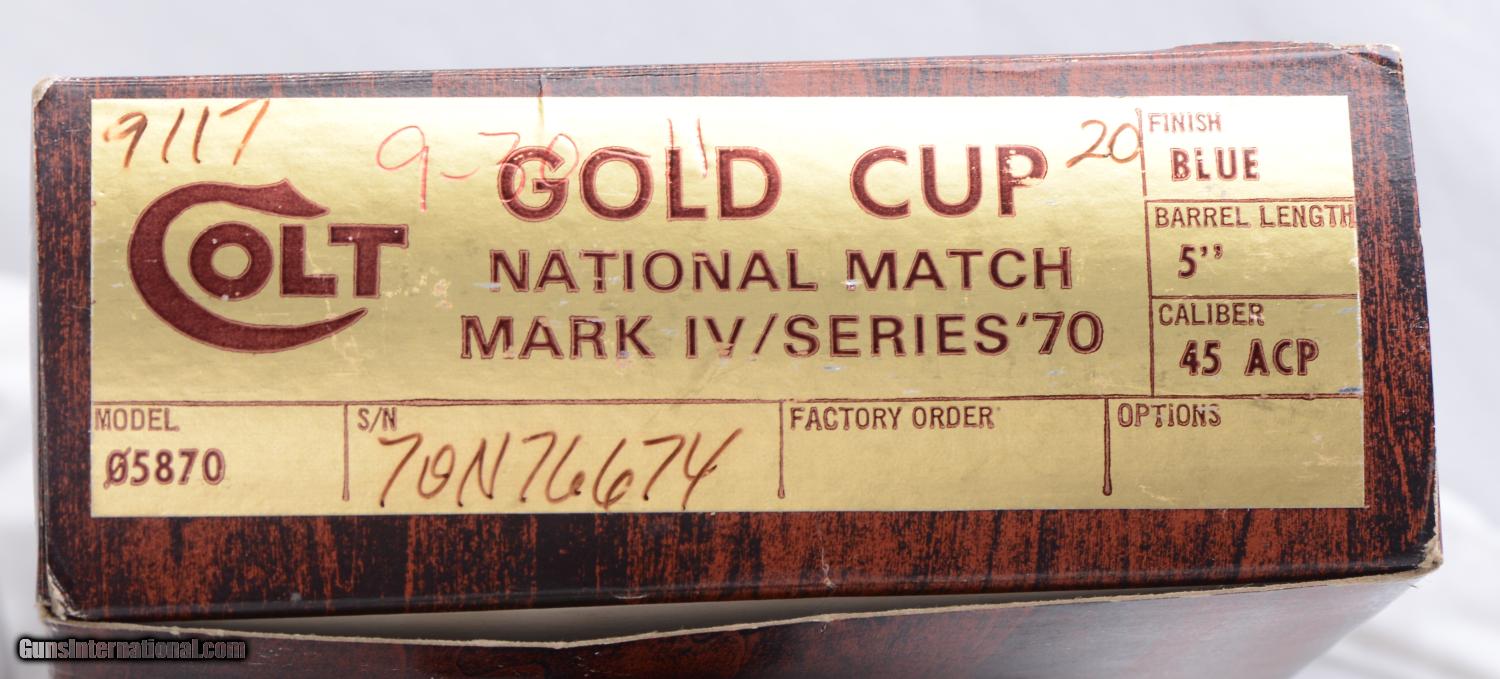 9117
9-30-11
20
COLT
GOLD CUP
NATIONAL MATCH
MARK IV/SERIES '70
FINISH
BLUE
BARREL LENGTH
5''
CALIBER
45 ACP
MODEL
Ø5870
S/N
70N76674
FACTORY ORDER
OPTIONS
GunsInternational.com